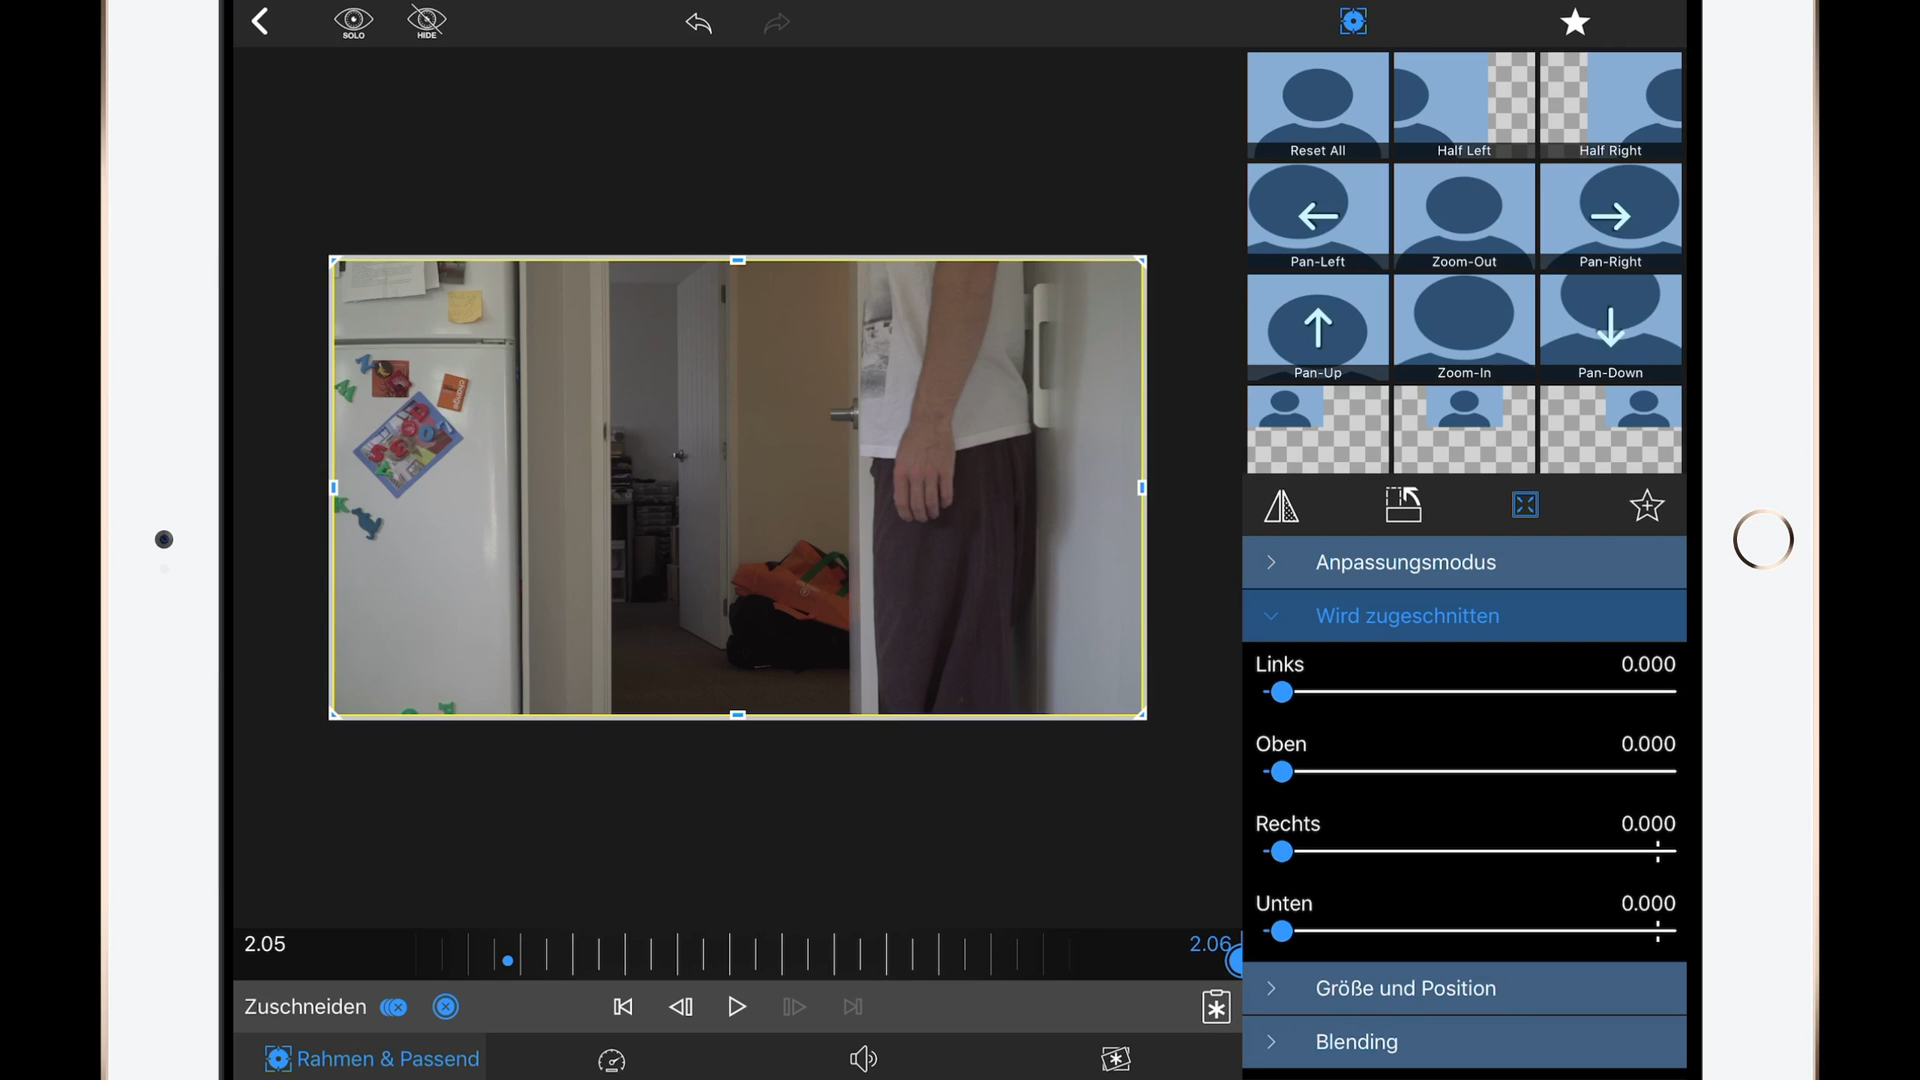 SOLO
HIDE
Reset All
Half Left
Half Right
Pan-Left
Zoom-Out
Pan-Right
Pan-Up
Zoom-In
Pan-Down
Anpassungsmodus
Wird zugeschnitten
Links 0.000
Oben 0.000
Rechts 0.000
Unten 0.000
Größe und Position
Blending
2.05
2.06
Zuschneiden
Rahmen & Passend